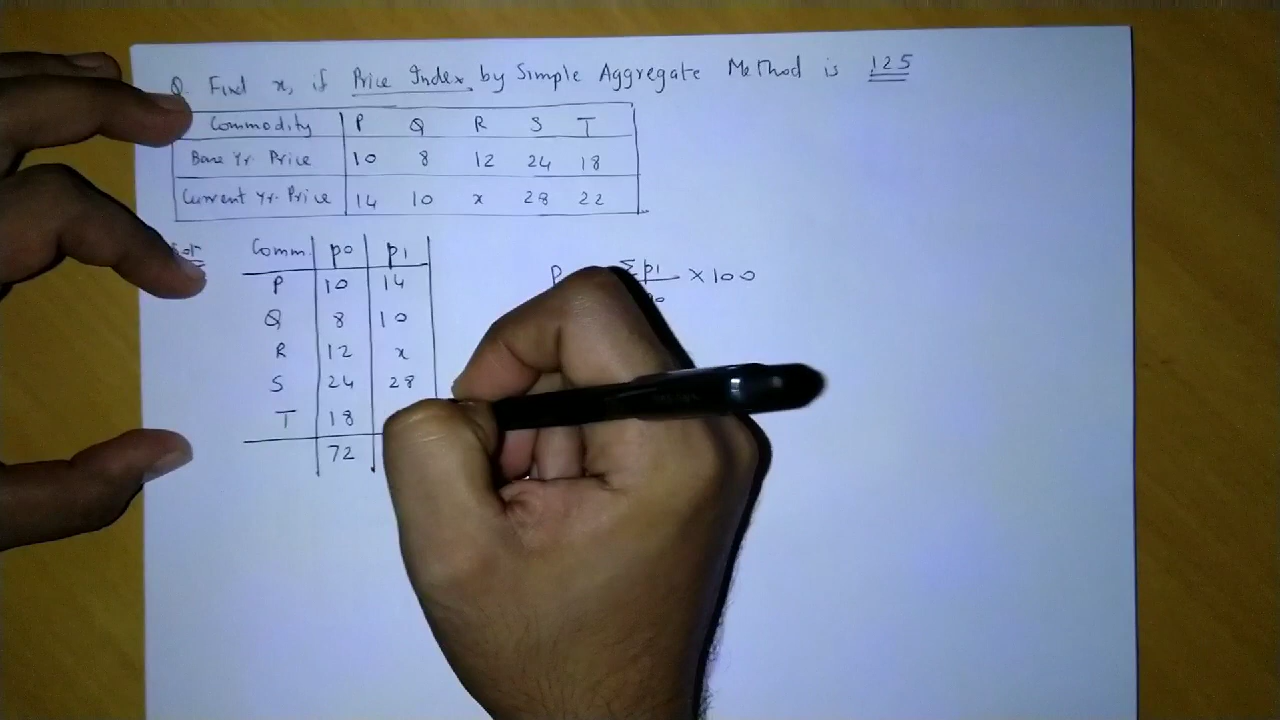 Q. Find x, if Price Index by Simple Aggregate Method is 125
Commodity P Q R S T
Base Yr. Price 10 8 12 24 18
Current Yr. Price 14 10 x 28 22
Comm. p0 p1
P 10 14
Q 8 10
R 12 x
S 24 28
T 18
72
P Σp1 × 100